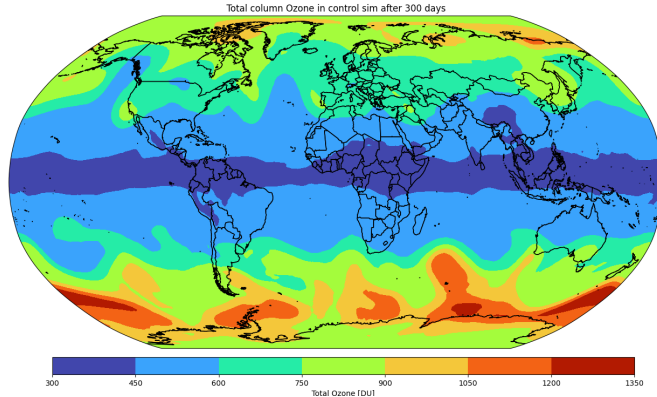 Total column Ozone in control sim after 300 days
300 450 600 750 900 1050 1200 1350
Total Ozone [DU]